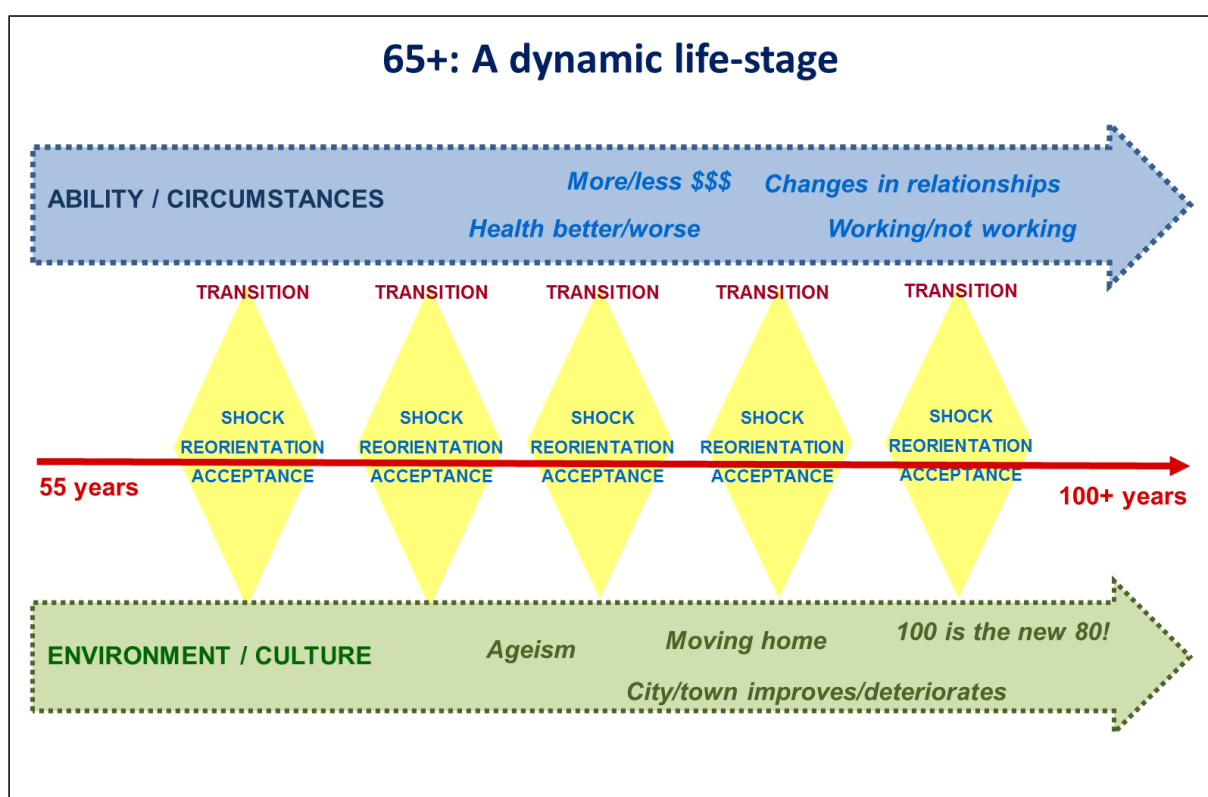 65+: A dynamic life-stage
ABILITY / CIRCUMSTANCES
More/less $$$
Changes in relationships
Health better/worse
Working/not working
TRANSITION
TRANSITION
TRANSITION
TRANSITION
TRANSITION
SHOCK
REORIENTATION
ACCEPTANCE
SHOCK
REORIENTATION
ACCEPTANCE
SHOCK
REORIENTATION
ACCEPTANCE
SHOCK
REORIENTATION
ACCEPTANCE
SHOCK
REORIENTATION
ACCEPTANCE
55 years
100+ years
ENVIRONMENT / CULTURE
Ageism
Moving home
100 is the new 80!
City/town improves/deteriorates